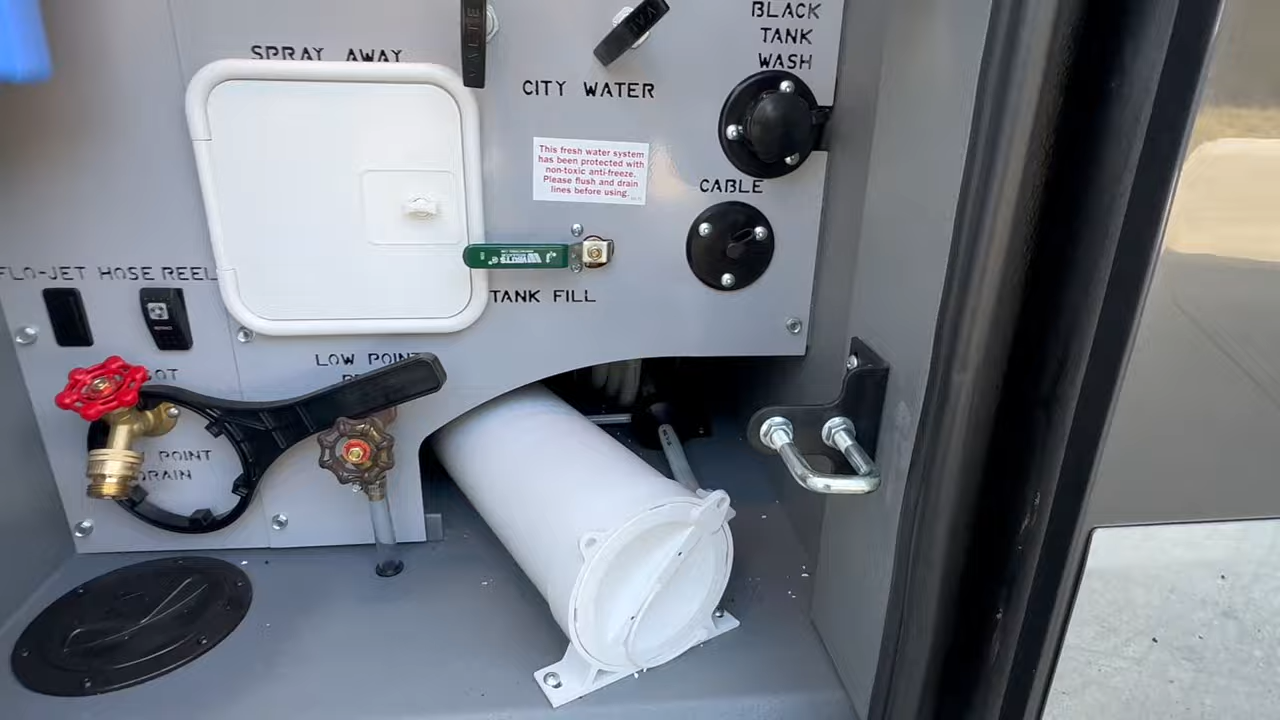 BLACK
TANK
WASH
SPRAY AWAY
CITY WATER
This fresh water system
has been protected with
non-toxic anti-freeze.
Please flush and drain
lines before using.
CABLE
FLO-JET HOSE REEL
TANK FILL
LOW POINT
POINT
DRAIN